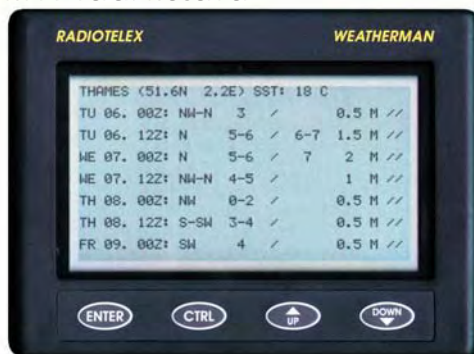 RADIOTELEX WEATHERMAN
THAMES (51.6N 2.2E) SST: 18 C
TU 06. 00Z: NW-N 3 / 0.5 M //
TU 06. 12Z: N 5-6 / 6-7 1.5 M //
WE 07. 00Z: N 5-6 / 7 2 M //
WE 07. 12Z: NW-N 4-5 / 1 M //
TH 08. 00Z: NW 0-2 / 0.5 M //
TH 08. 12Z: S-SW 3-4 / 0.5 M //
FR 09. 00Z: SW 4 / 0.5 M //
ENTER CTRL UP DOWN